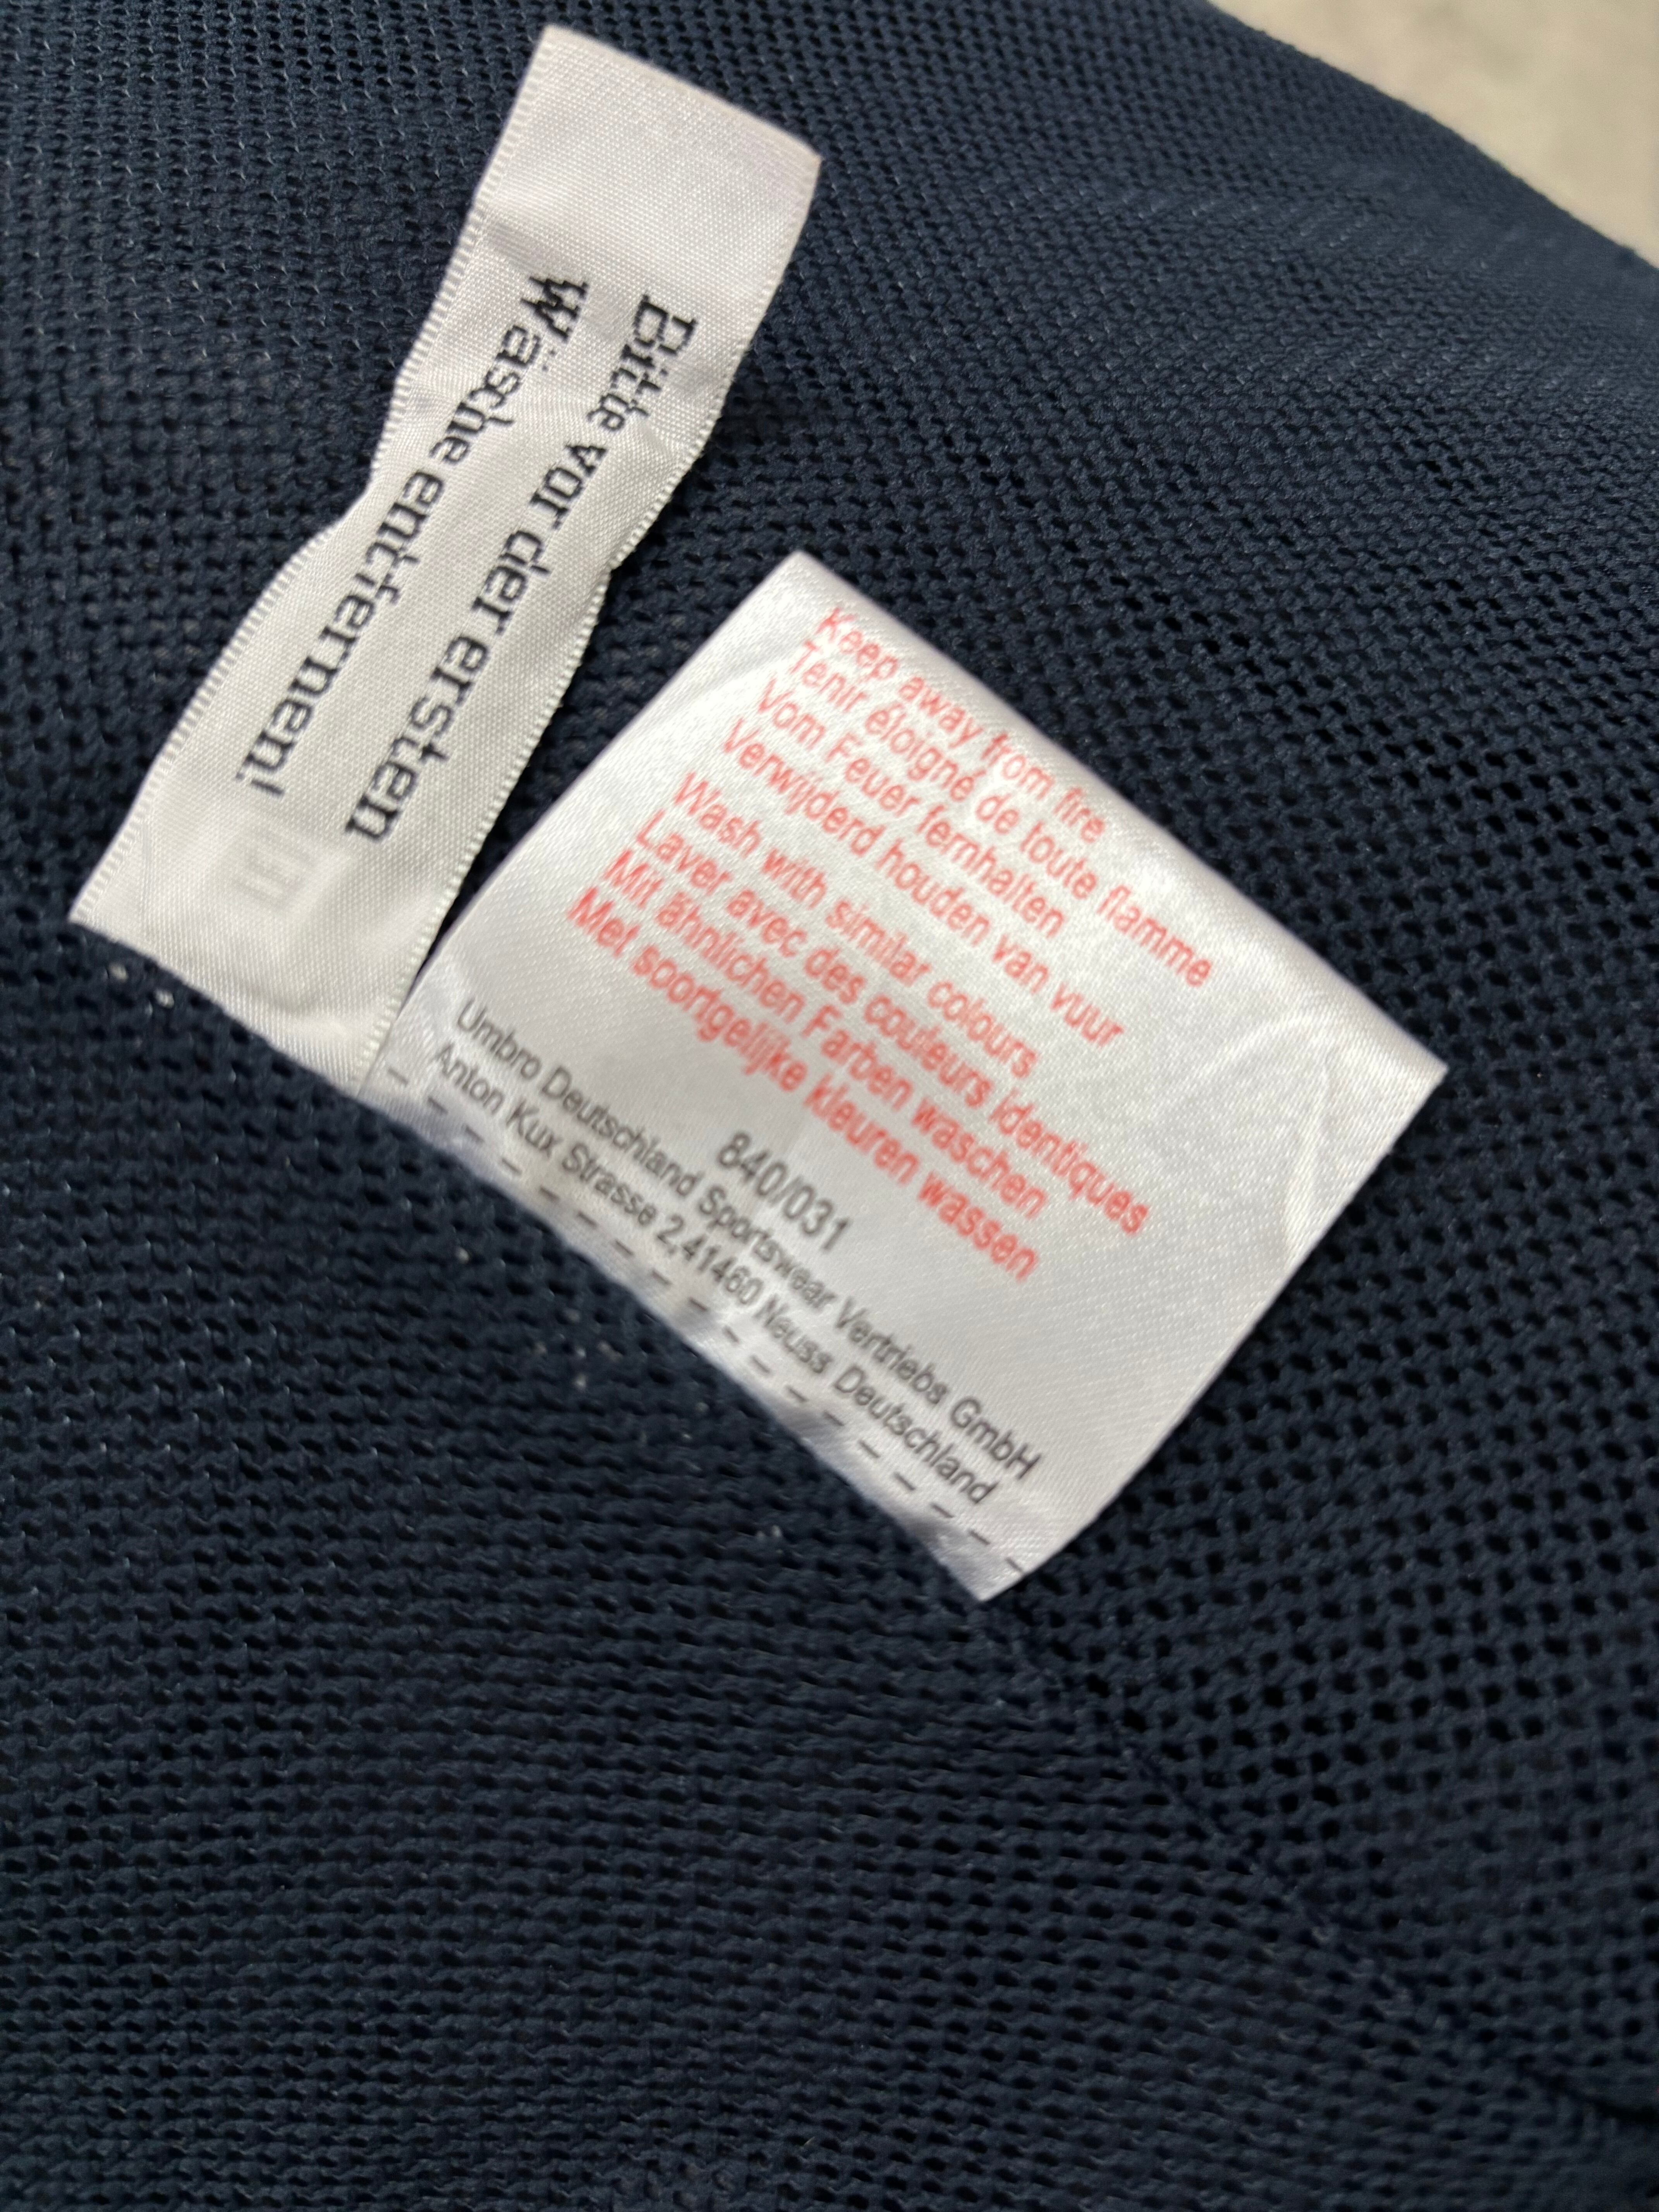 Bitte vor der ersten
Wäsche entfernen!
Keep away from fire
Tenir éloigné de toute flamme
Vom Feuer fernhalten
Verwijderd houden van vuur
Wash with similar colours
Laver avec des couleurs identiques
Mit ähnlichen Farben waschen
Met soortgelijke kleuren wassen
840/031
Umbro Deutschland Sportswear Vertriebs GmbH
Anton Kux Strasse 2,41460 Neuss Deutschland